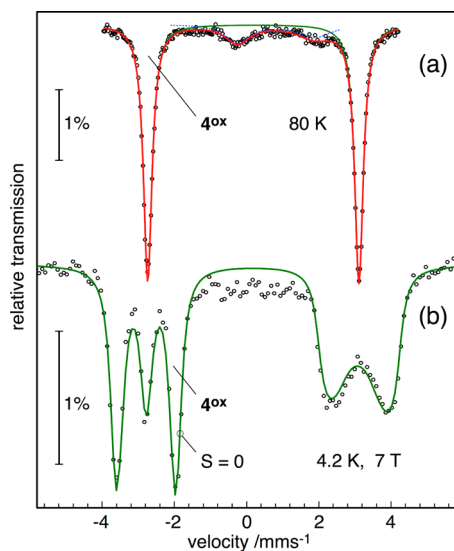 (a)
1%
4ox
80 K
relative transmission
(b)
1%
4ox
S = 0
4.2 K, 7 T
-4 -2 0 2 4
velocity /mms-1